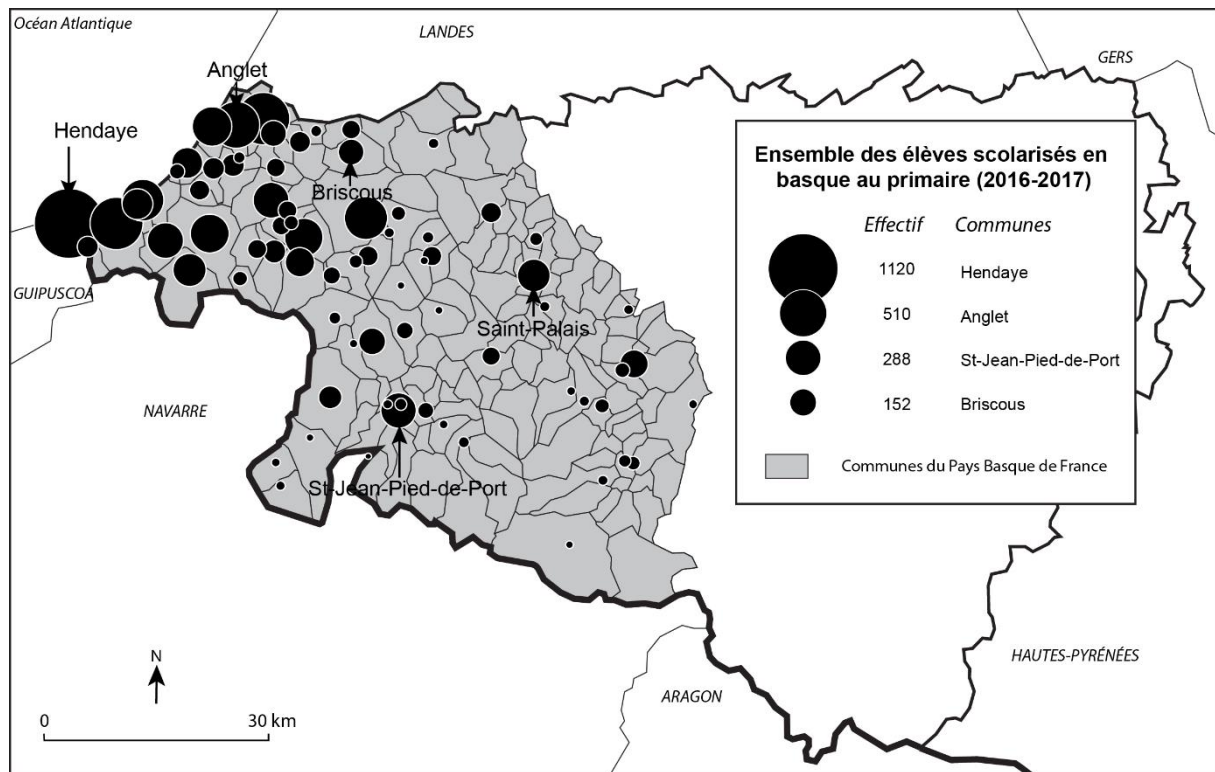 Océan Atlantique
LANDES
GERS
Anglet
Hendaye
Briscous
GUIPUSCOA
Saint-Palais
NAVARRE
St-Jean-Pied-de-Port
HAUTES-PYRÉNÉES
ARAGON
N
0 30 km
Ensemble des élèves scolarisés en
basque au primaire (2016-2017)
Effectif Communes
1120 Hendaye
510 Anglet
288 St-Jean-Pied-de-Port
152 Briscous
Communes du Pays Basque de France